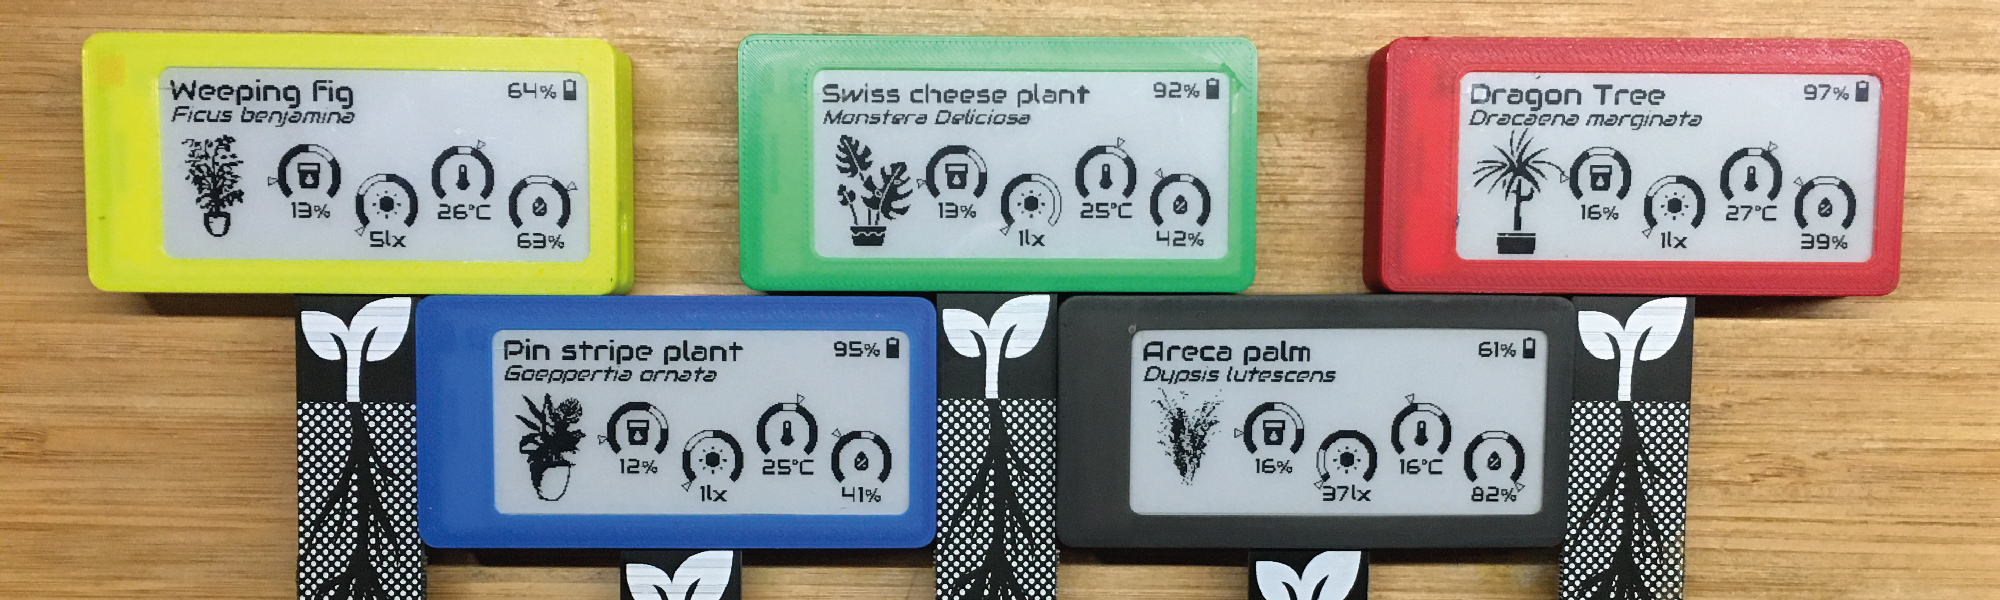 Weeping fig 64%
Ficus benjamina
13% 26°C
5lx 63%
Swiss cheese plant 92%
Monstera Deliciosa
13% 25°C
1lx 42%
Dragon Tree 97%
Dracaena marginata
16% 27°C
1lx 39%
Pin stripe plant 95%
Goeppertia ornata
12% 25°C
1lx 41%
Areca palm 61%
Dypsis lutescens
16% 16°C
37lx 82%